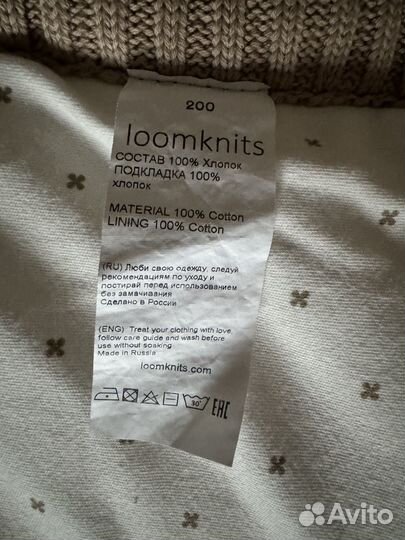 200
loomknits
СОСТАВ 100% Хлопок
ПОДКЛАДКА 100%
хлопок
MATERIAL 100% Cotton
LINING 100% Cotton
(RU) Люби свою одежду, следуй
рекомендациям по уходу и
постирай перед использованием
без замачивания
Сделано в России
(ENG) Treat your clothing with love,
follow care guide and wash before
use without soaking
Made in Russia
loomknits.com
30° EAC
Avito